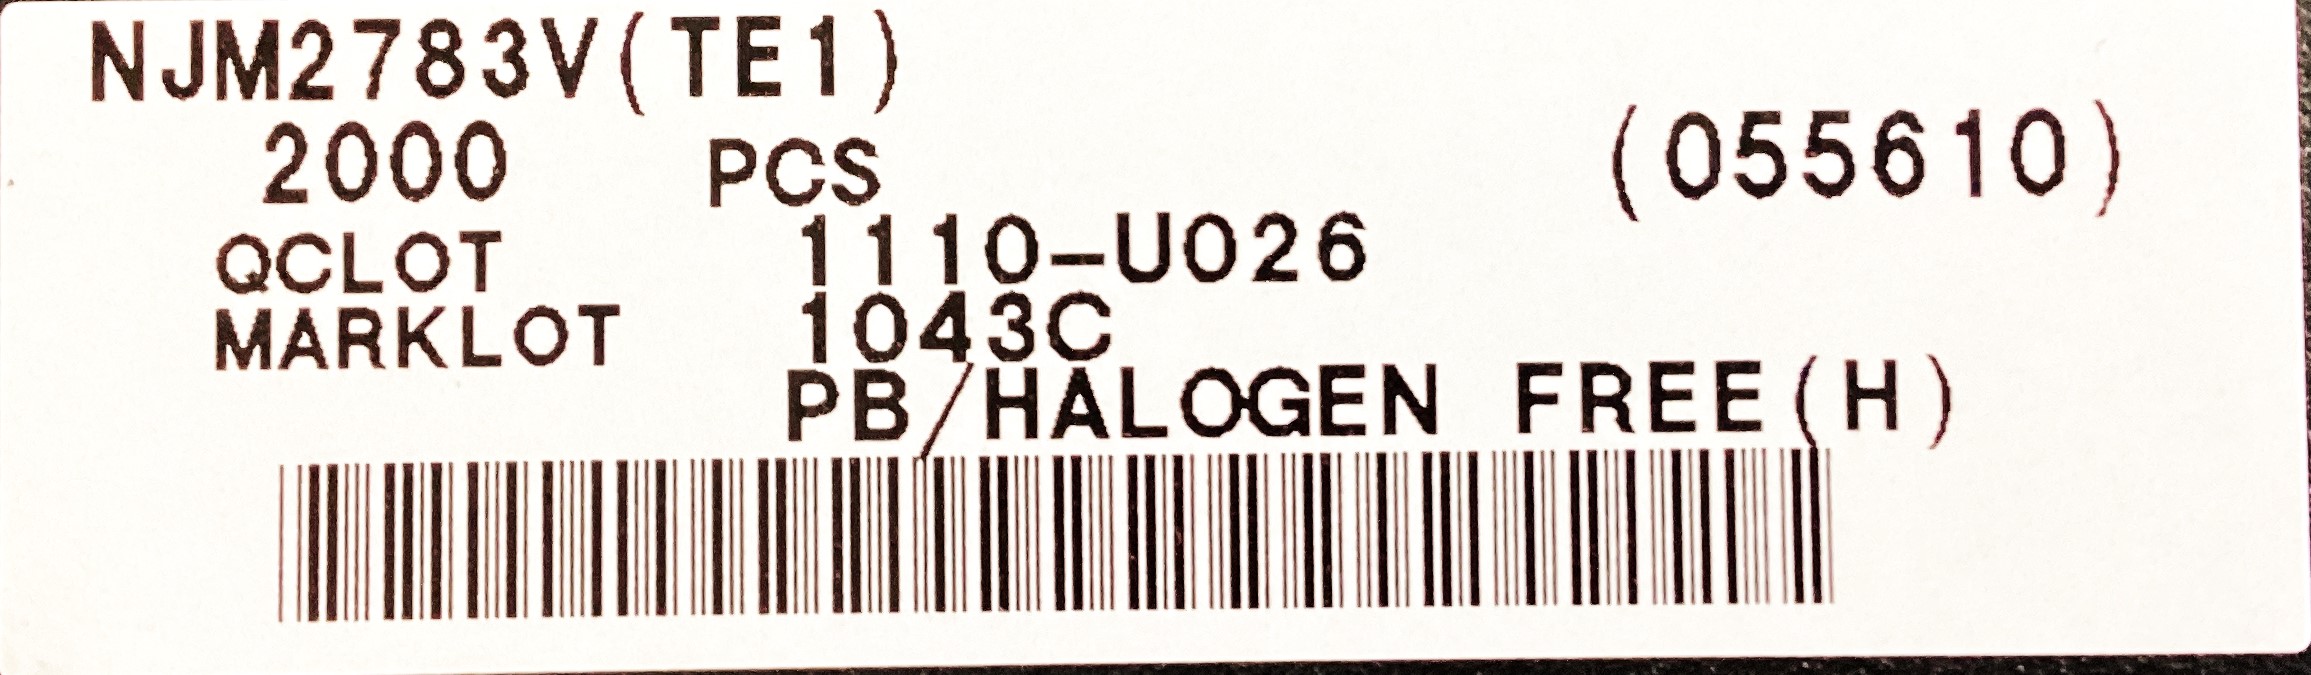 NJM2783V(TE1)
2000 PCS (055610)
QCLOT 1110-U026
MARKLOT 1043C
PB/HALOGEN FREE(H)